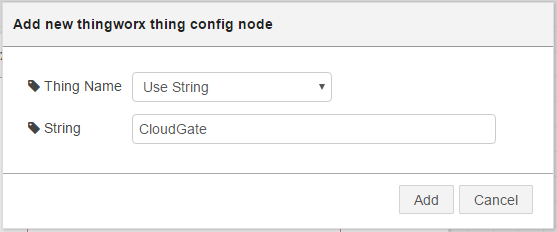 Add new thingworx thing config node
Thing Name Use String
String CloudGate
Add Cancel